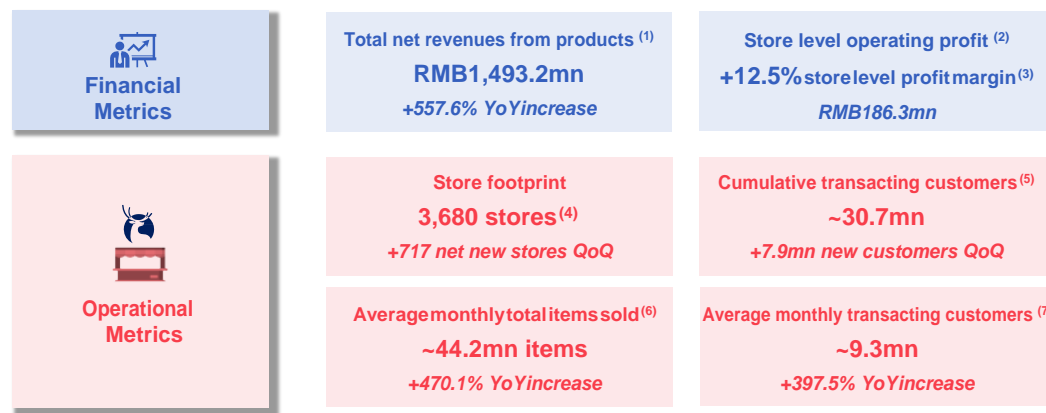 Financial
Metrics
Total net revenues from products (1)
RMB1,493.2mn
+557.6% YoYincrease
Store level operating profit (2)
+12.5% store level profit margin (3)
RMB186.3mn
Operational
Metrics
Store footprint
3,680 stores (4)
+717 net new stores QoQ
Cumulative transacting customers (5)
~30.7mn
+7.9mn new customers QoQ
Average monthly total items sold (6)
~44.2mn items
+470.1% YoYincrease
Average monthly transacting customers (7
~9.3mn
+397.5% YoYincrease